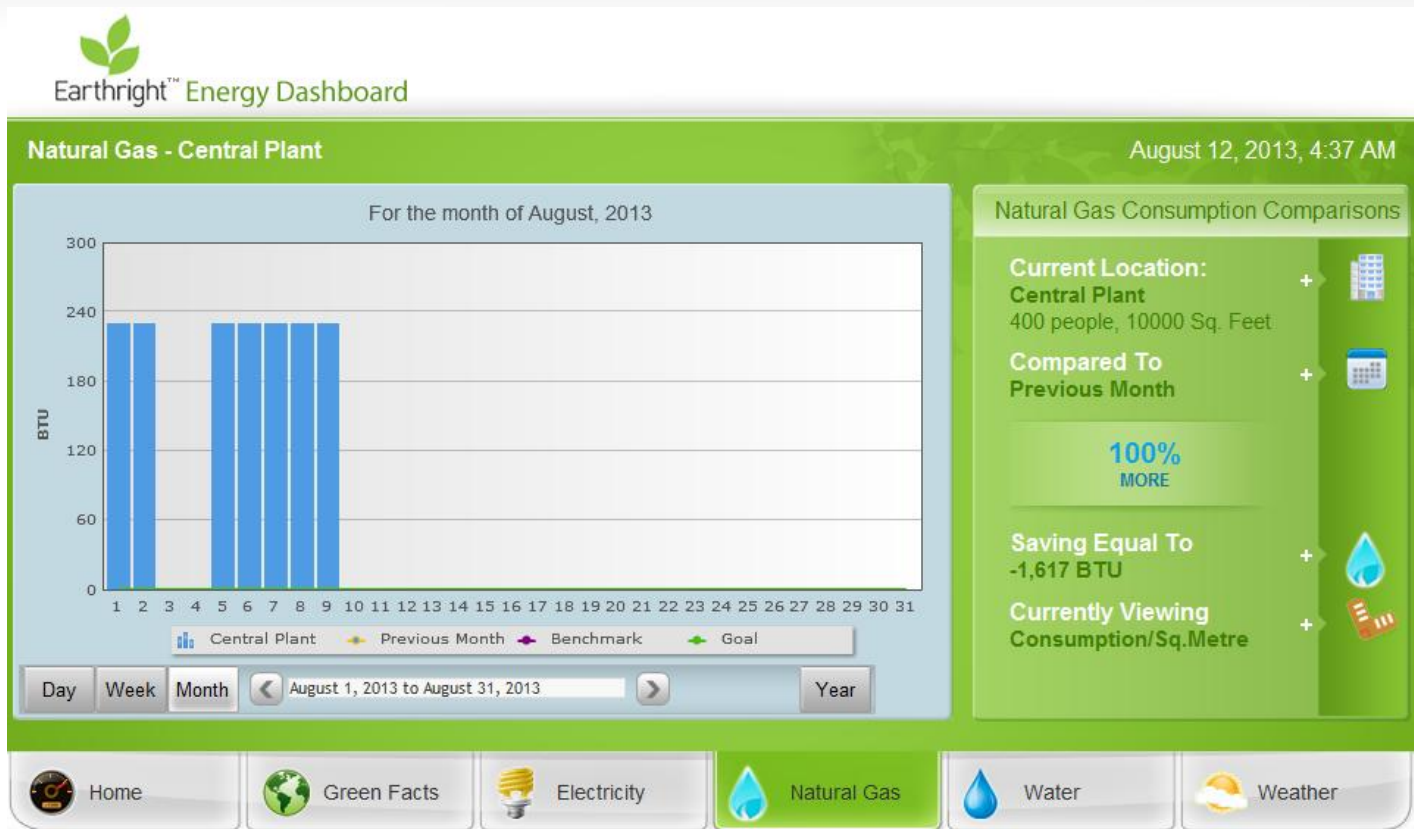 Earthright™ Energy Dashboard
Natural Gas - Central Plant
August 12, 2013, 4:37 AM
For the month of August, 2013
300
240
180
120
60
0
BTU
1 2 3 4 5 6 7 8 9 10 11 12 13 14 15 16 17 18 19 20 21 22 23 24 25 26 27 28 29 30 31
Central Plant Previous Month Benchmark Goal
Day Week Month August 1, 2013 to August 31, 2013 Year
Natural Gas Consumption Comparisons
Current Location:
Central Plant
400 people, 10000 Sq. Feet
Compared To
Previous Month
100%
MORE
Saving Equal To
-1,617 BTU
Currently Viewing
Consumption/Sq.Metre
Home Green Facts Electricity Natural Gas Water Weather